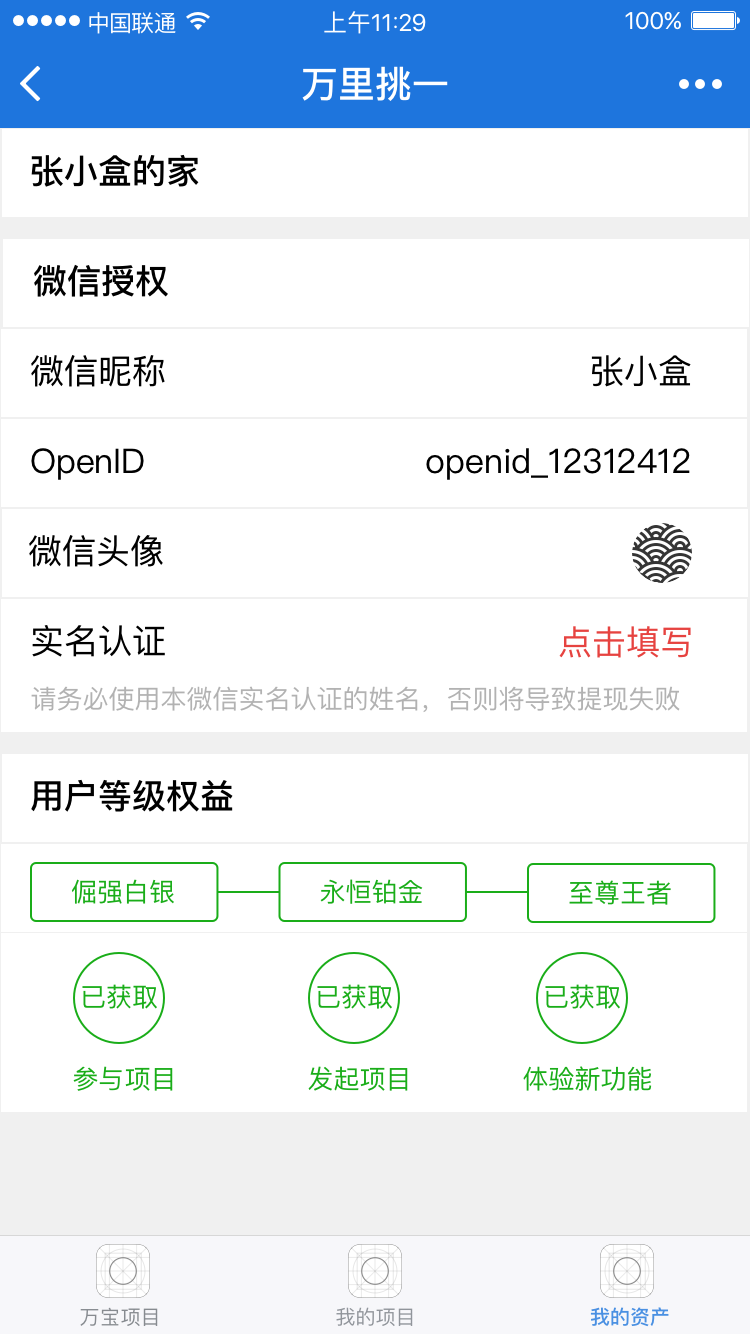 中国联通 上午11:29 100%
万里挑一
张小盒的家
微信授权
微信昵称 张小盒
OpenID openid_12312412
微信头像
实名认证 点击填写
请务必使用本微信实名认证的姓名，否则将导致提现失败
用户等级权益
倔强白银 永恒铂金 至尊王者
已获取 已获取 已获取
参与项目 发起项目 体验新功能
万宝项目 我的项目 我的资产